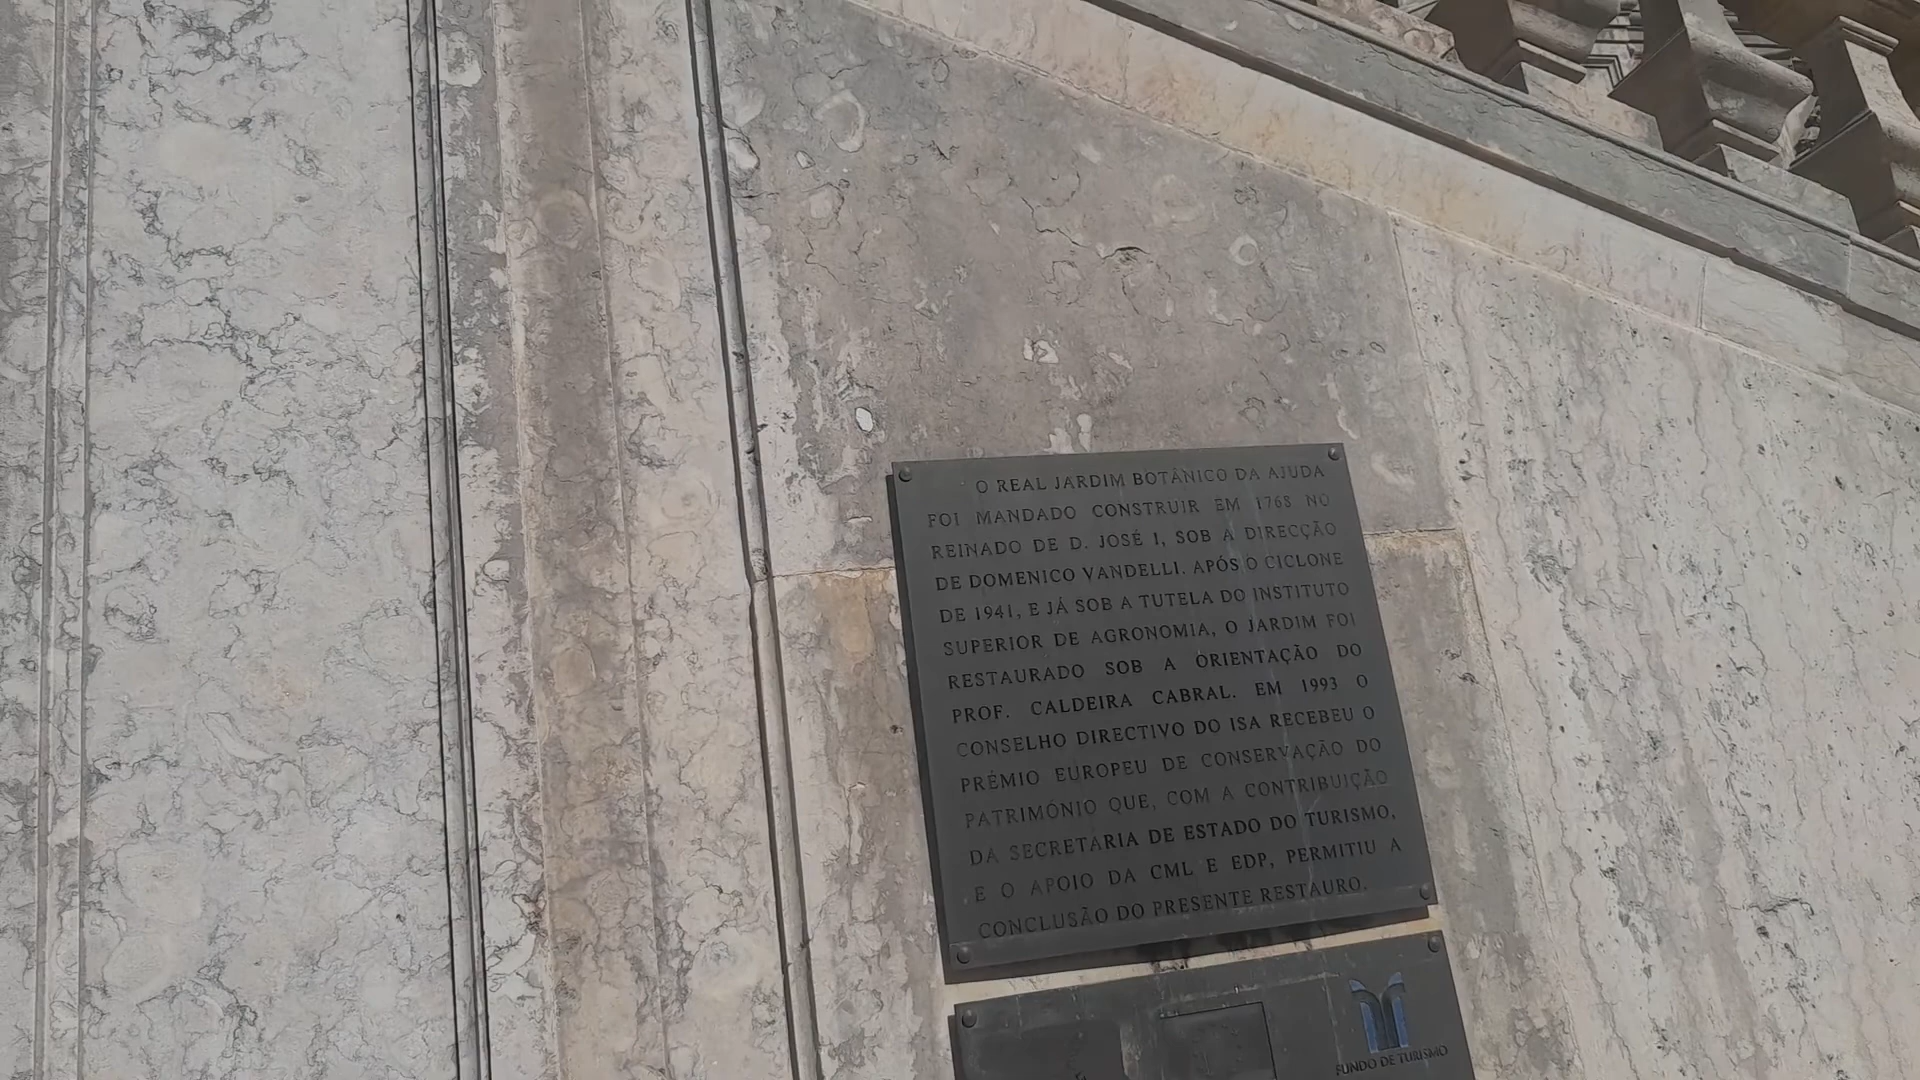 O REAL JARDIM BOTÂNICO DA AJUDA
FOI MANDADO CONSTRUIR EM 1768 NO
REINADO DE D. JOSÉ I, SOB A DIRECÇÃO
DE DOMENICO VANDELLI. APÓS O CICLONE
DE 1941, E JÁ SOB A TUTELA DO INSTITUTO
SUPERIOR DE AGRONOMIA, O JARDIM FOI
RESTAURADO SOB A ORIENTAÇÃO DO
PROF. CALDEIRA CABRAL. EM 1993 O
CONSELHO DIRECTIVO DO ISA RECEBEU O
PRÉMIO EUROPEU DE CONSERVAÇÃO DO
PATRIMÓNIO QUE, COM A CONTRIBUIÇÃO
DA SECRETARIA DE ESTADO DO TURISMO,
E O APOIO DA CML E EDP, PERMITIU A
CONCLUSÃO DO PRESENTE RESTAURO.
FUNDO DE TURISMO